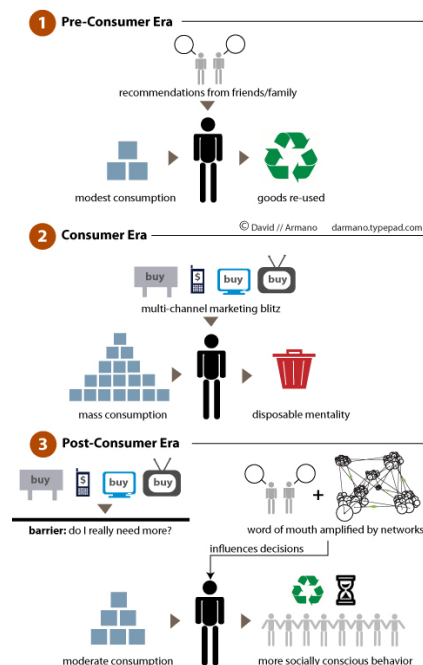 1 Pre-Consumer Era
recommendations from friends/family
modest consumption
goods re-used
© David // Armano darmano.typepad.com
2 Consumer Era
buy $ buy buy
multi-channel marketing blitz
mass consumption
disposable mentality
3 Post-Consumer Era
buy $ buy buy
+
barrier: do I really need more?
word of mouth amplified by networks
influences decisions
moderate consumption
more socially conscious behavior